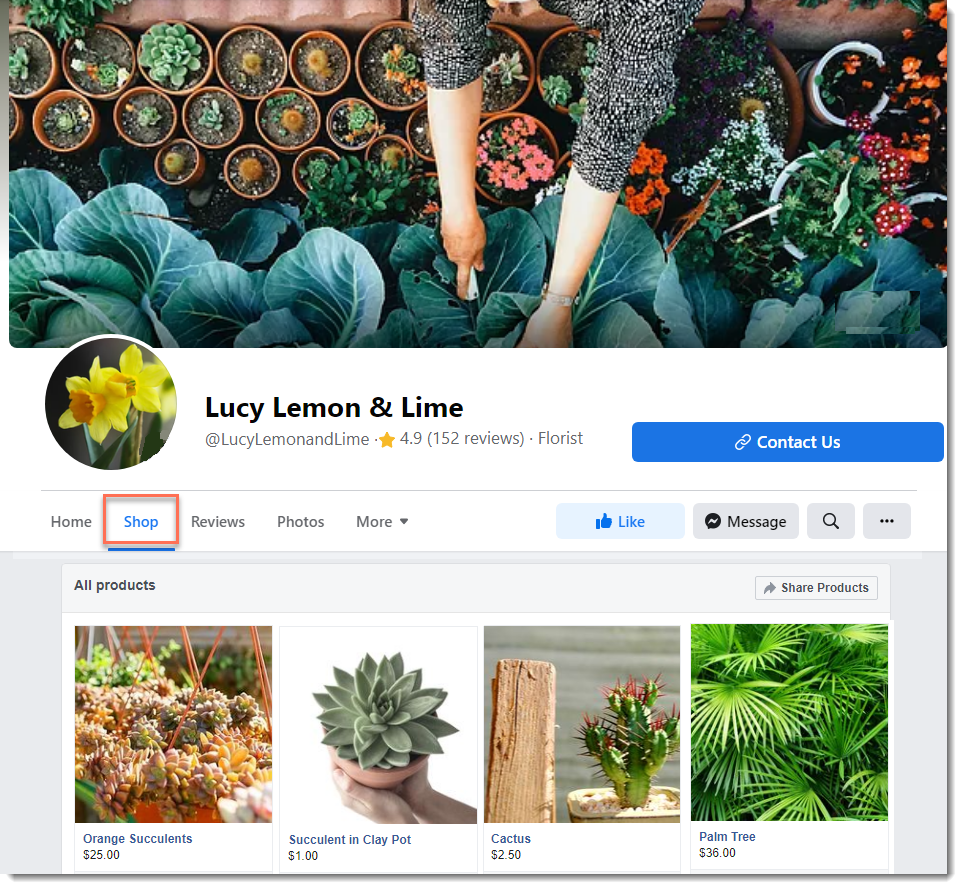 Lucy Lemon & Lime
@LucyLemonandLime · 4.9 (152 reviews) · Florist
Contact Us
Home Shop Reviews Photos More Like Message
All products Share Products
Orange Succulents Succulent in Clay Pot Cactus Palm Tree
$25.00 $1.00 $2.50 $36.00